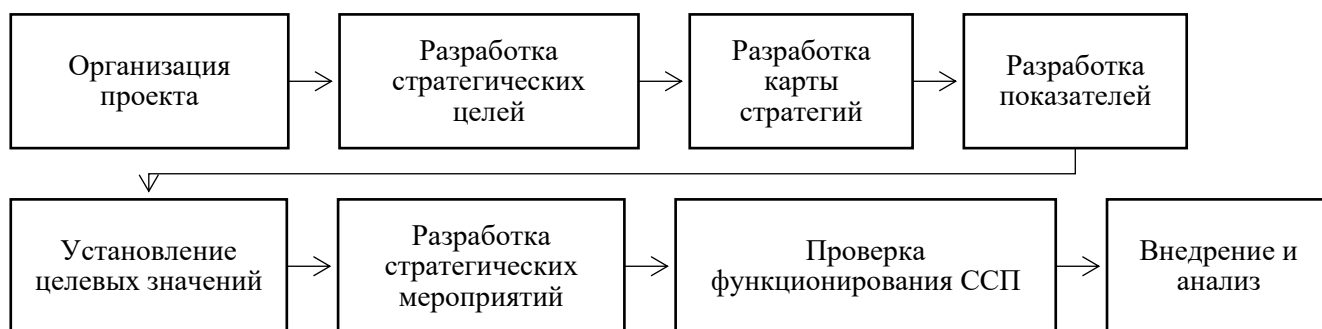 Организация
проекта
Разработка
стратегических
целей
Разработка
карты
стратегий
Разработка
показателей
Установление
целевых значений
Разработка
стратегических
мероприятий
Проверка
функционирования ССП
Внедрение и
анализ